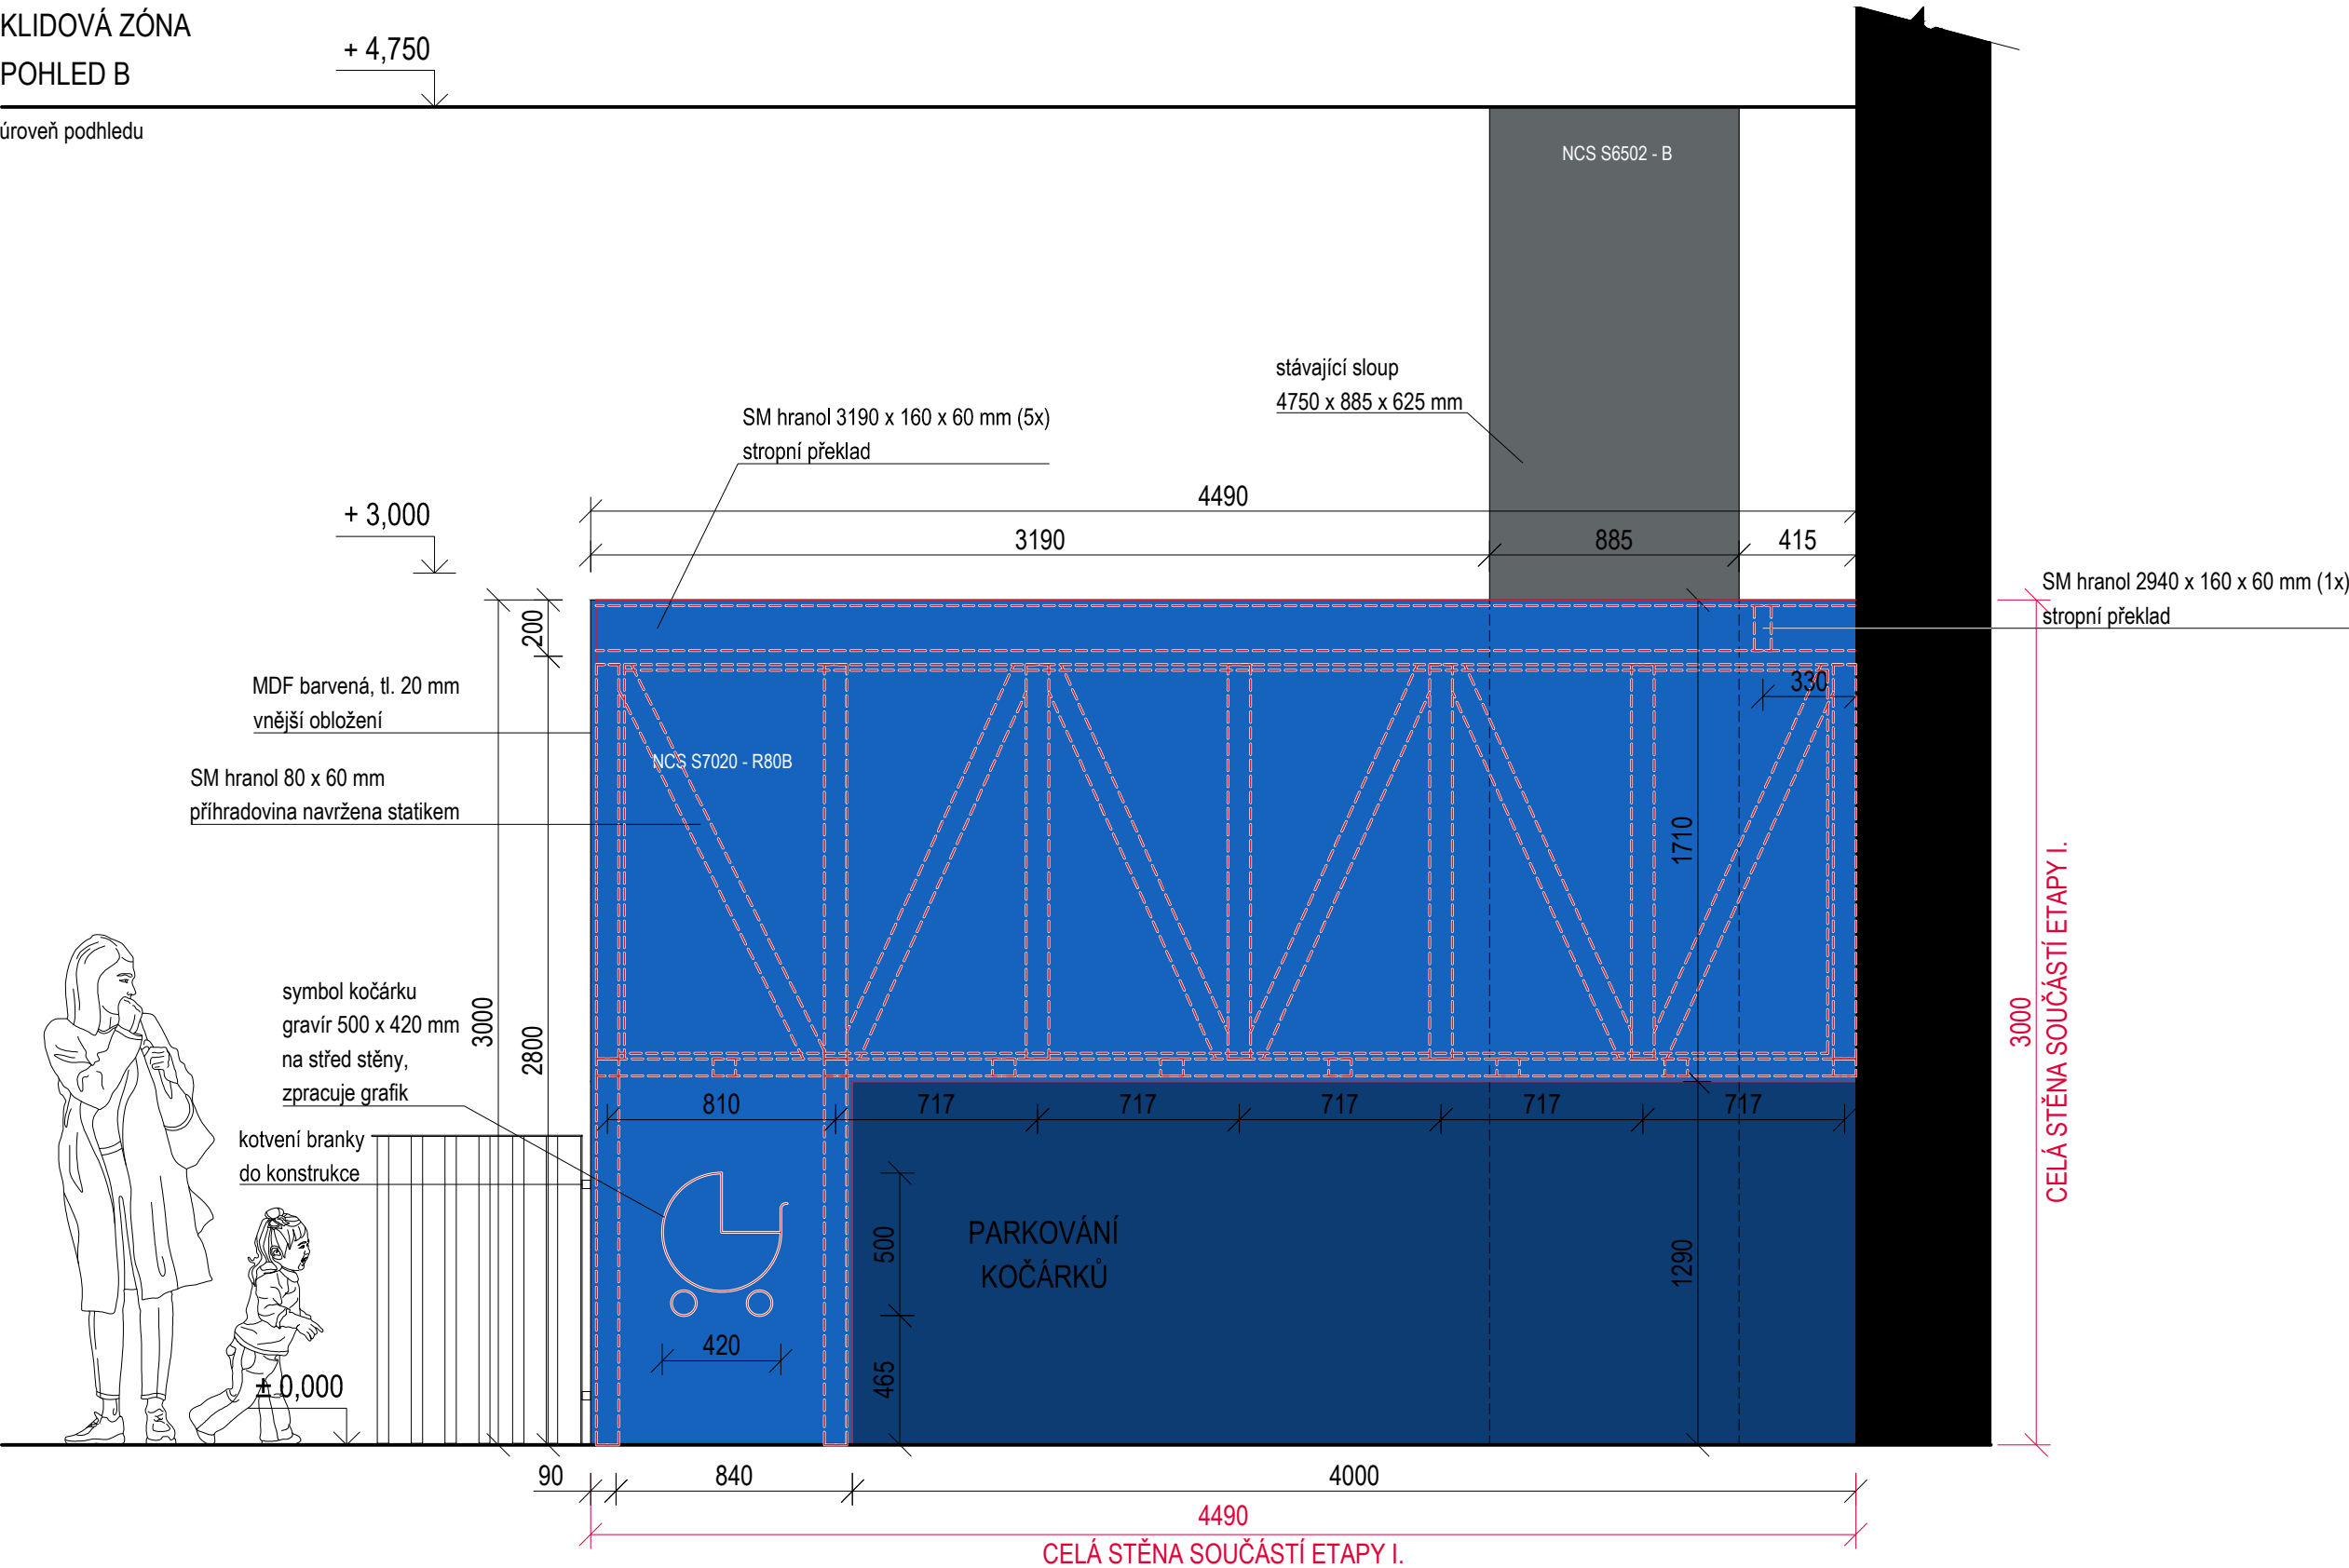 KLIDOVÁ ZÓNA
POHLED B
+ 4,750
úroveň podhledu
NCS S6502 - B
stávající sloup
4750 x 885 x 625 mm
SM hranol 3190 x 160 x 60 mm (5x)
stropní překlad
4490
+ 3,000
3190
885
415
SM hranol 2940 x 160 x 60 mm (1x)
stropní překlad
200
330
MDF barvená, tl. 20 mm
vnější obložení
NCS S7020 - R80B
SM hranol 80 x 60 mm
příhradovina navržena statikem
1710
symbol kočárku
gravír 500 x 420 mm
na střed stěny,
zpracuje grafik
3000
2800
3000
CELÁ STĚNA SOUČÁSTÍ ETAPY I.
810
717
717
717
717
717
kotvení branky
do konstrukce
PARKOVÁNÍ
KOČÁRKŮ
500
1290
420
465
± 0,000
90
840
4000
4490
CELÁ STĚNA SOUČÁSTÍ ETAPY I.